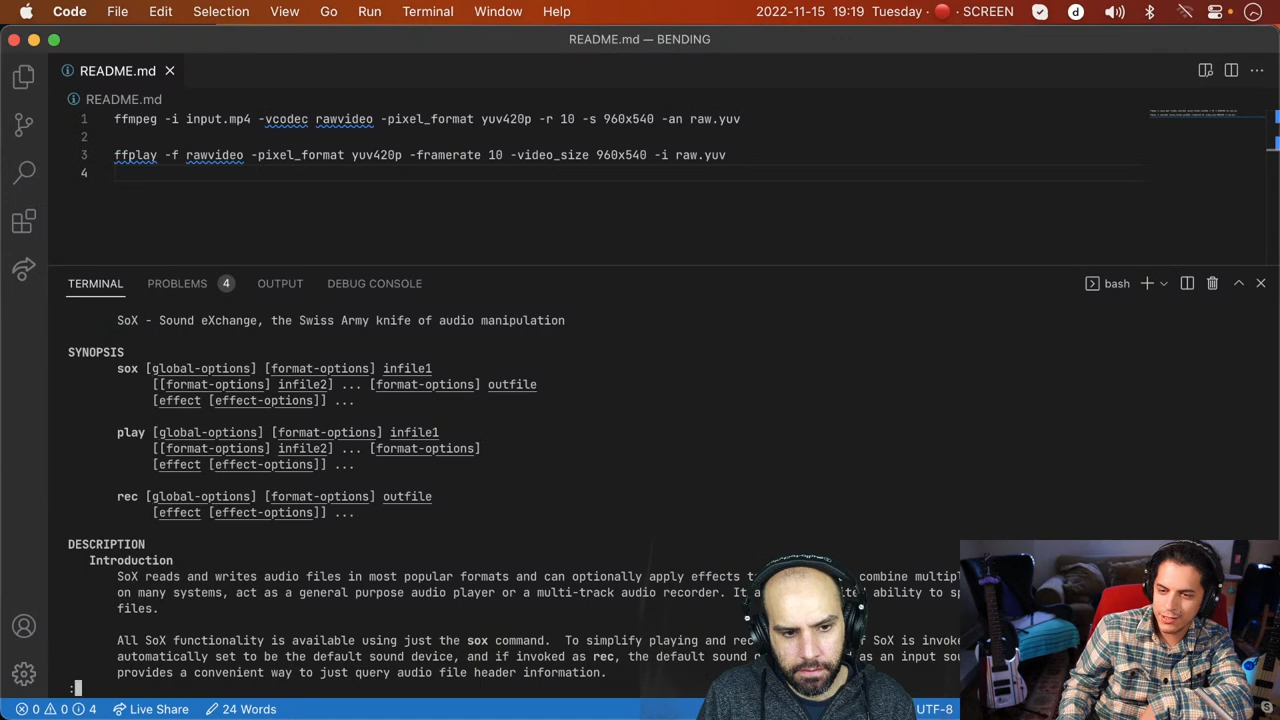 Code File Edit Selection View Go Run Terminal Window Help 2022-11-15 19:19 Tuesday SCREEN d
README.md — BENDING
README.md
README.md
1 ffmpeg -i input.mp4 -vcodec rawvideo -pixel_format yuv420p -r 10 -s 960x540 -an raw.yuv
2
3 ffplay -f rawvideo -pixel_format yuv420p -framerate 10 -video_size 960x540 -i raw.yuv
4
TERMINAL PROBLEMS 4 OUTPUT DEBUG CONSOLE bash
SoX - Sound eXchange, the Swiss Army knife of audio manipulation
SYNOPSIS
sox [global-options] [format-options] infile1
[[format-options] infile2] ... [format-options] outfile
[effect [effect-options]] ...
play [global-options] [format-options] infile1
[[format-options] infile2] ... [format-options]
[effect [effect-options]] ...
rec [global-options] [format-options] outfile
[effect [effect-options]] ...
DESCRIPTION
Introduction
SoX reads and writes audio files in most popular formats and can optionally apply effects combine
on many systems, act as a general purpose audio player or a multi-track audio recorder. It ability to
files.
All SoX functionality is available using just the sox command. To simplify playing and if SoX is
automatically set to be the default sound device, and if invoked as rec, the default sound as an input
provides a convenient way to just query audio file header information.
:
0 0 4 Live Share 24 Words UTF-8